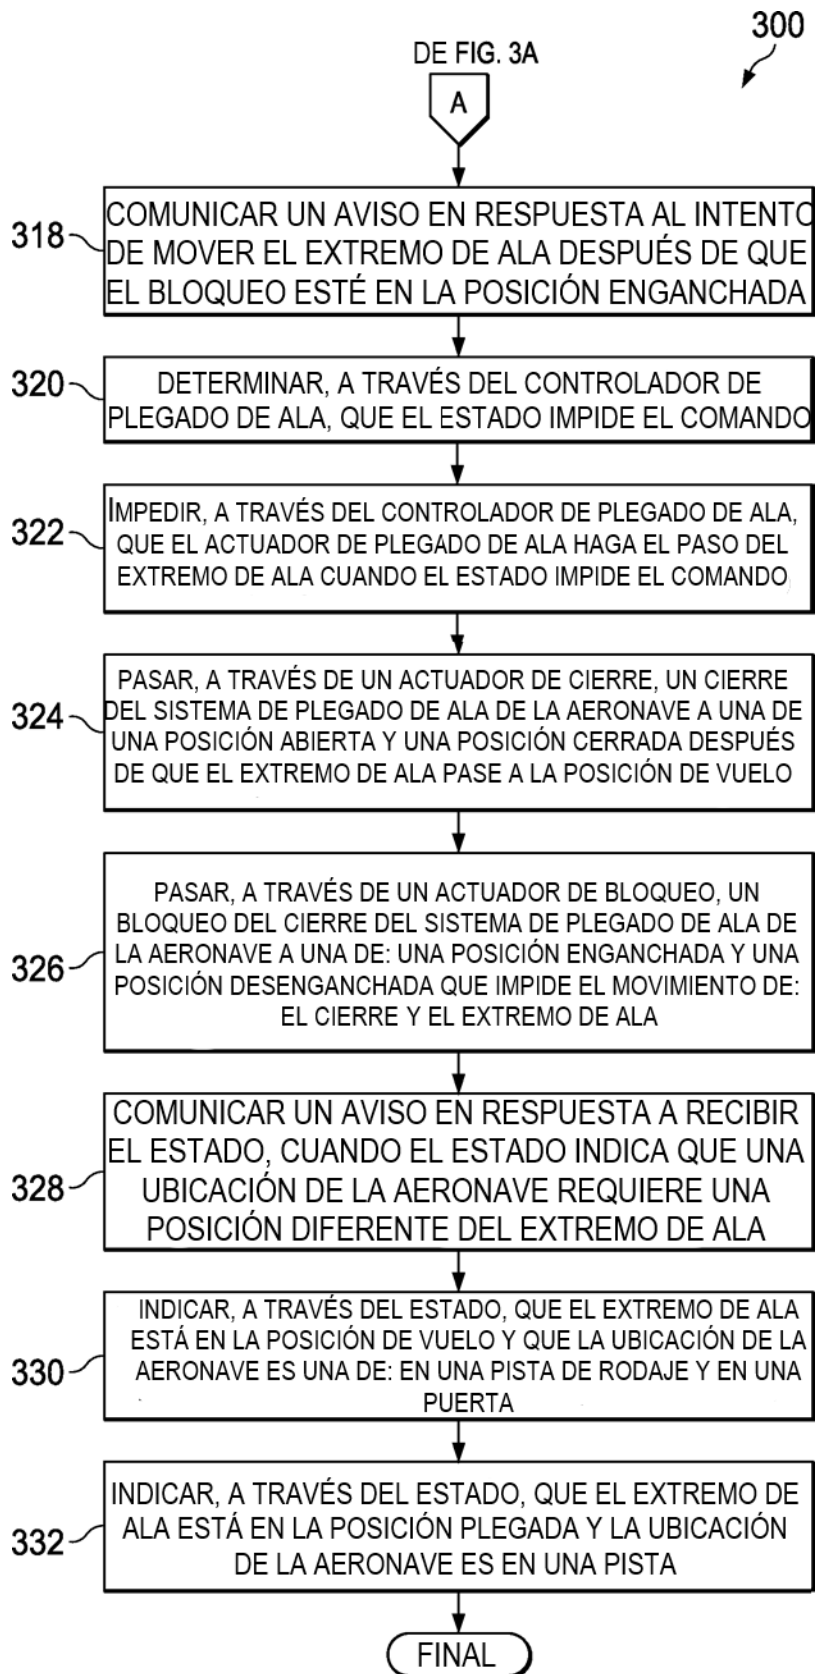 300
DE FIG. 3A
A
318
COMUNICAR UN AVISO EN RESPUESTA AL INTENTO
DE MOVER EL EXTREMO DE ALA DESPUÉS DE QUE
EL BLOQUEO ESTÉ EN LA POSICIÓN ENGANCHADA
320
DETERMINAR, A TRAVÉS DEL CONTROLADOR DE
PLEGADO DE ALA, QUE EL ESTADO IMPIDE EL COMANDO
322
IMPEDIR, A TRAVÉS DEL CONTROLADOR DE PLEGADO DE ALA,
QUE EL ACTUADOR DE PLEGADO DE ALA HAGA EL PASO DEL
EXTREMO DE ALA CUANDO EL ESTADO IMPIDE EL COMANDO
324
PASAR, A TRAVÉS DE UN ACTUADOR DE CIERRE, UN CIERRE
DEL SISTEMA DE PLEGADO DE ALA DE LA AERONAVE A UNA DE
UNA POSICIÓN ABIERTA Y UNA POSICIÓN CERRADA DESPUÉS
DE QUE EL EXTREMO DE ALA PASE A LA POSICIÓN DE VUELO
326
PASAR, A TRAVÉS DE UN ACTUADOR DE BLOQUEO, UN
BLOQUEO DEL CIERRE DEL SISTEMA DE PLEGADO DE ALA DE
LA AERONAVE A UNA DE: UNA POSICIÓN ENGANCHADA Y UNA
POSICIÓN DESENGANCHADA QUE IMPIDE EL MOVIMIENTO DE:
EL CIERRE Y EL EXTREMO DE ALA
328
COMUNICAR UN AVISO EN RESPUESTA A RECIBIR
EL ESTADO, CUANDO EL ESTADO INDICA QUE UNA
UBICACIÓN DE LA AERONAVE REQUIERE UNA
POSICIÓN DIFERENTE DEL EXTREMO DE ALA
330
INDICAR, A TRAVÉS DEL ESTADO, QUE EL EXTREMO DE ALA
ESTÁ EN LA POSICIÓN DE VUELO Y QUE LA UBICACIÓN DE LA
AERONAVE ES UNA DE: EN UNA PISTA DE RODAJE Y EN UNA
PUERTA
332
INDICAR, A TRAVÉS DEL ESTADO, QUE EL EXTREMO DE
ALA ESTÁ EN LA POSICIÓN PLEGADA Y LA UBICACIÓN
DE LA AERONAVE ES EN UNA PISTA
FINAL